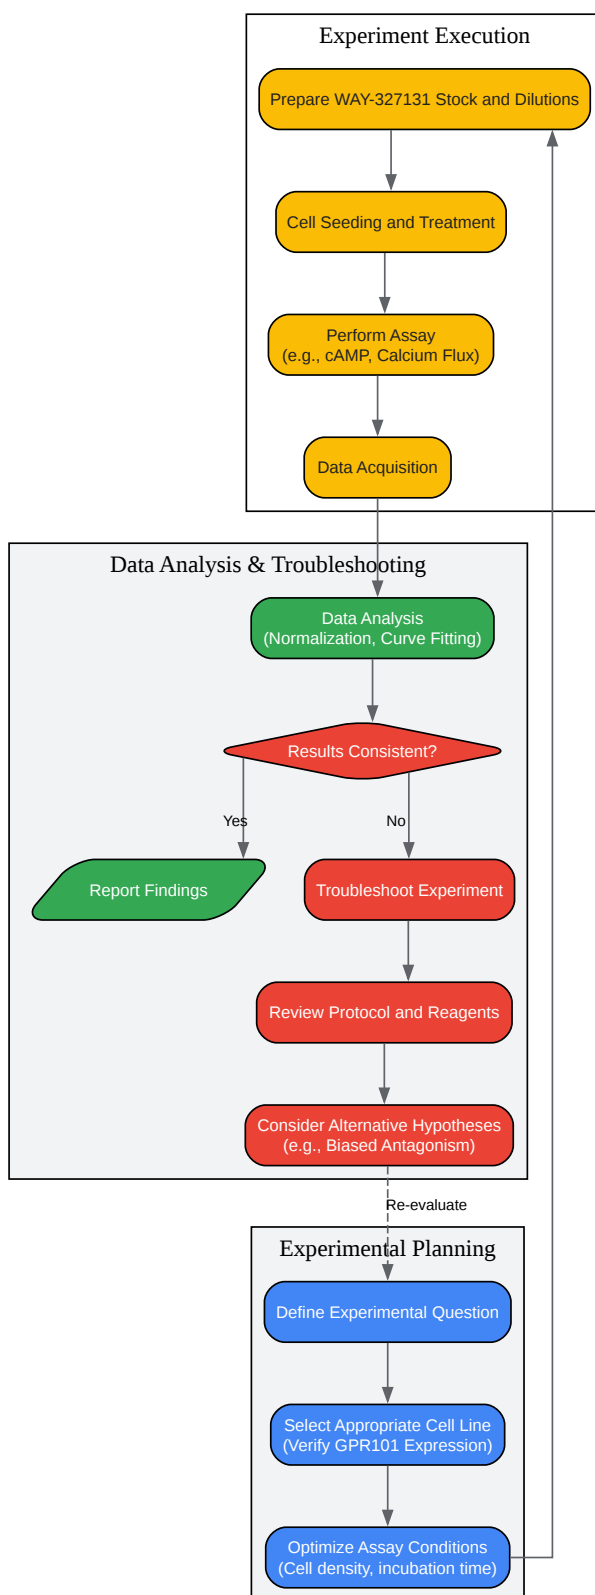 Experiment Execution
Prepare WAY-327131 Stock and Dilutions
Cell Seeding and Treatment
Perform Assay
(e.g., cAMP, Calcium Flux)
Data Acquisition
Data Analysis & Troubleshooting
Data Analysis
(Normalization, Curve Fitting)
Results Consistent?
Yes
No
Report Findings
Troubleshoot Experiment
Review Protocol and Reagents
Consider Alternative Hypotheses
(e.g., Biased Antagonism)
Re-evaluate
Experimental Planning
Define Experimental Question
Select Appropriate Cell Line
(Verify GPR101 Expression)
Optimize Assay Conditions
(Cell density, incubation time)